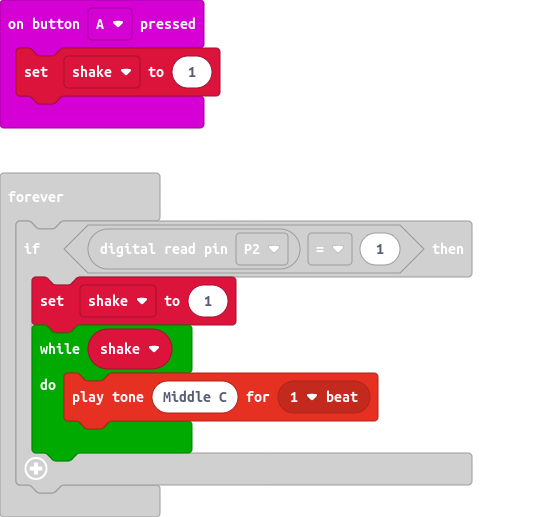 on button A pressed
set shake to 1
forever
if digital read pin P2 = 1 then
set shake to 1
while shake
do play tone Middle C for 1 beat